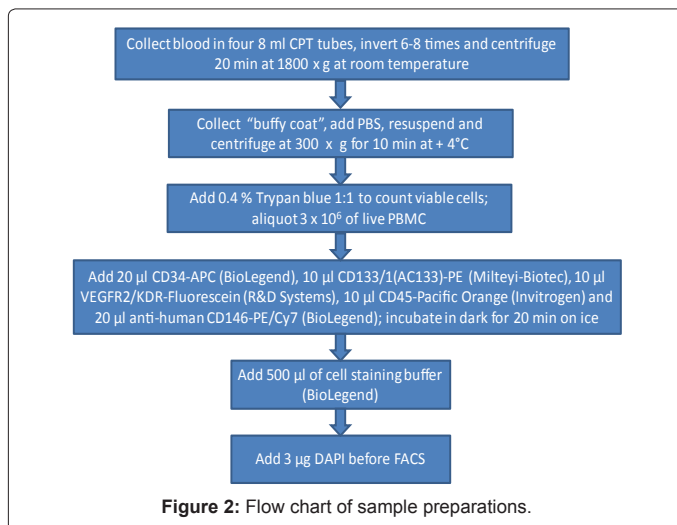 Collect blood in four 8 ml CPT tubes, invert 6-8 times and centrifuge
20 min at 1800 x g at room temperature
Collect “buffy coat”, add PBS, resuspend and
centrifuge at 300 x g for 10 min at + 4°C
Add 0.4 % Trypan blue 1:1 to count viable cells;
aliquot 3 x 10⁶ of live PBMC
Add 20 µl CD34-APC (BioLegend), 10 µl CD133/1(AC133)-PE (Milteyi-Biotec), 10 µl
VEGFR2/KDR-Fluorescein (R&D Systems), 10 µl CD45-Pacific Orange (Invitrogen) and
20 µl anti-human CD146-PE/Cy7 (BioLegend); incubate in dark for 20 min on ice
Add 500 µl of cell staining buffer
(BioLegend)
Add 3 µg DAPI before FACS
Figure 2: Flow chart of sample preparations.